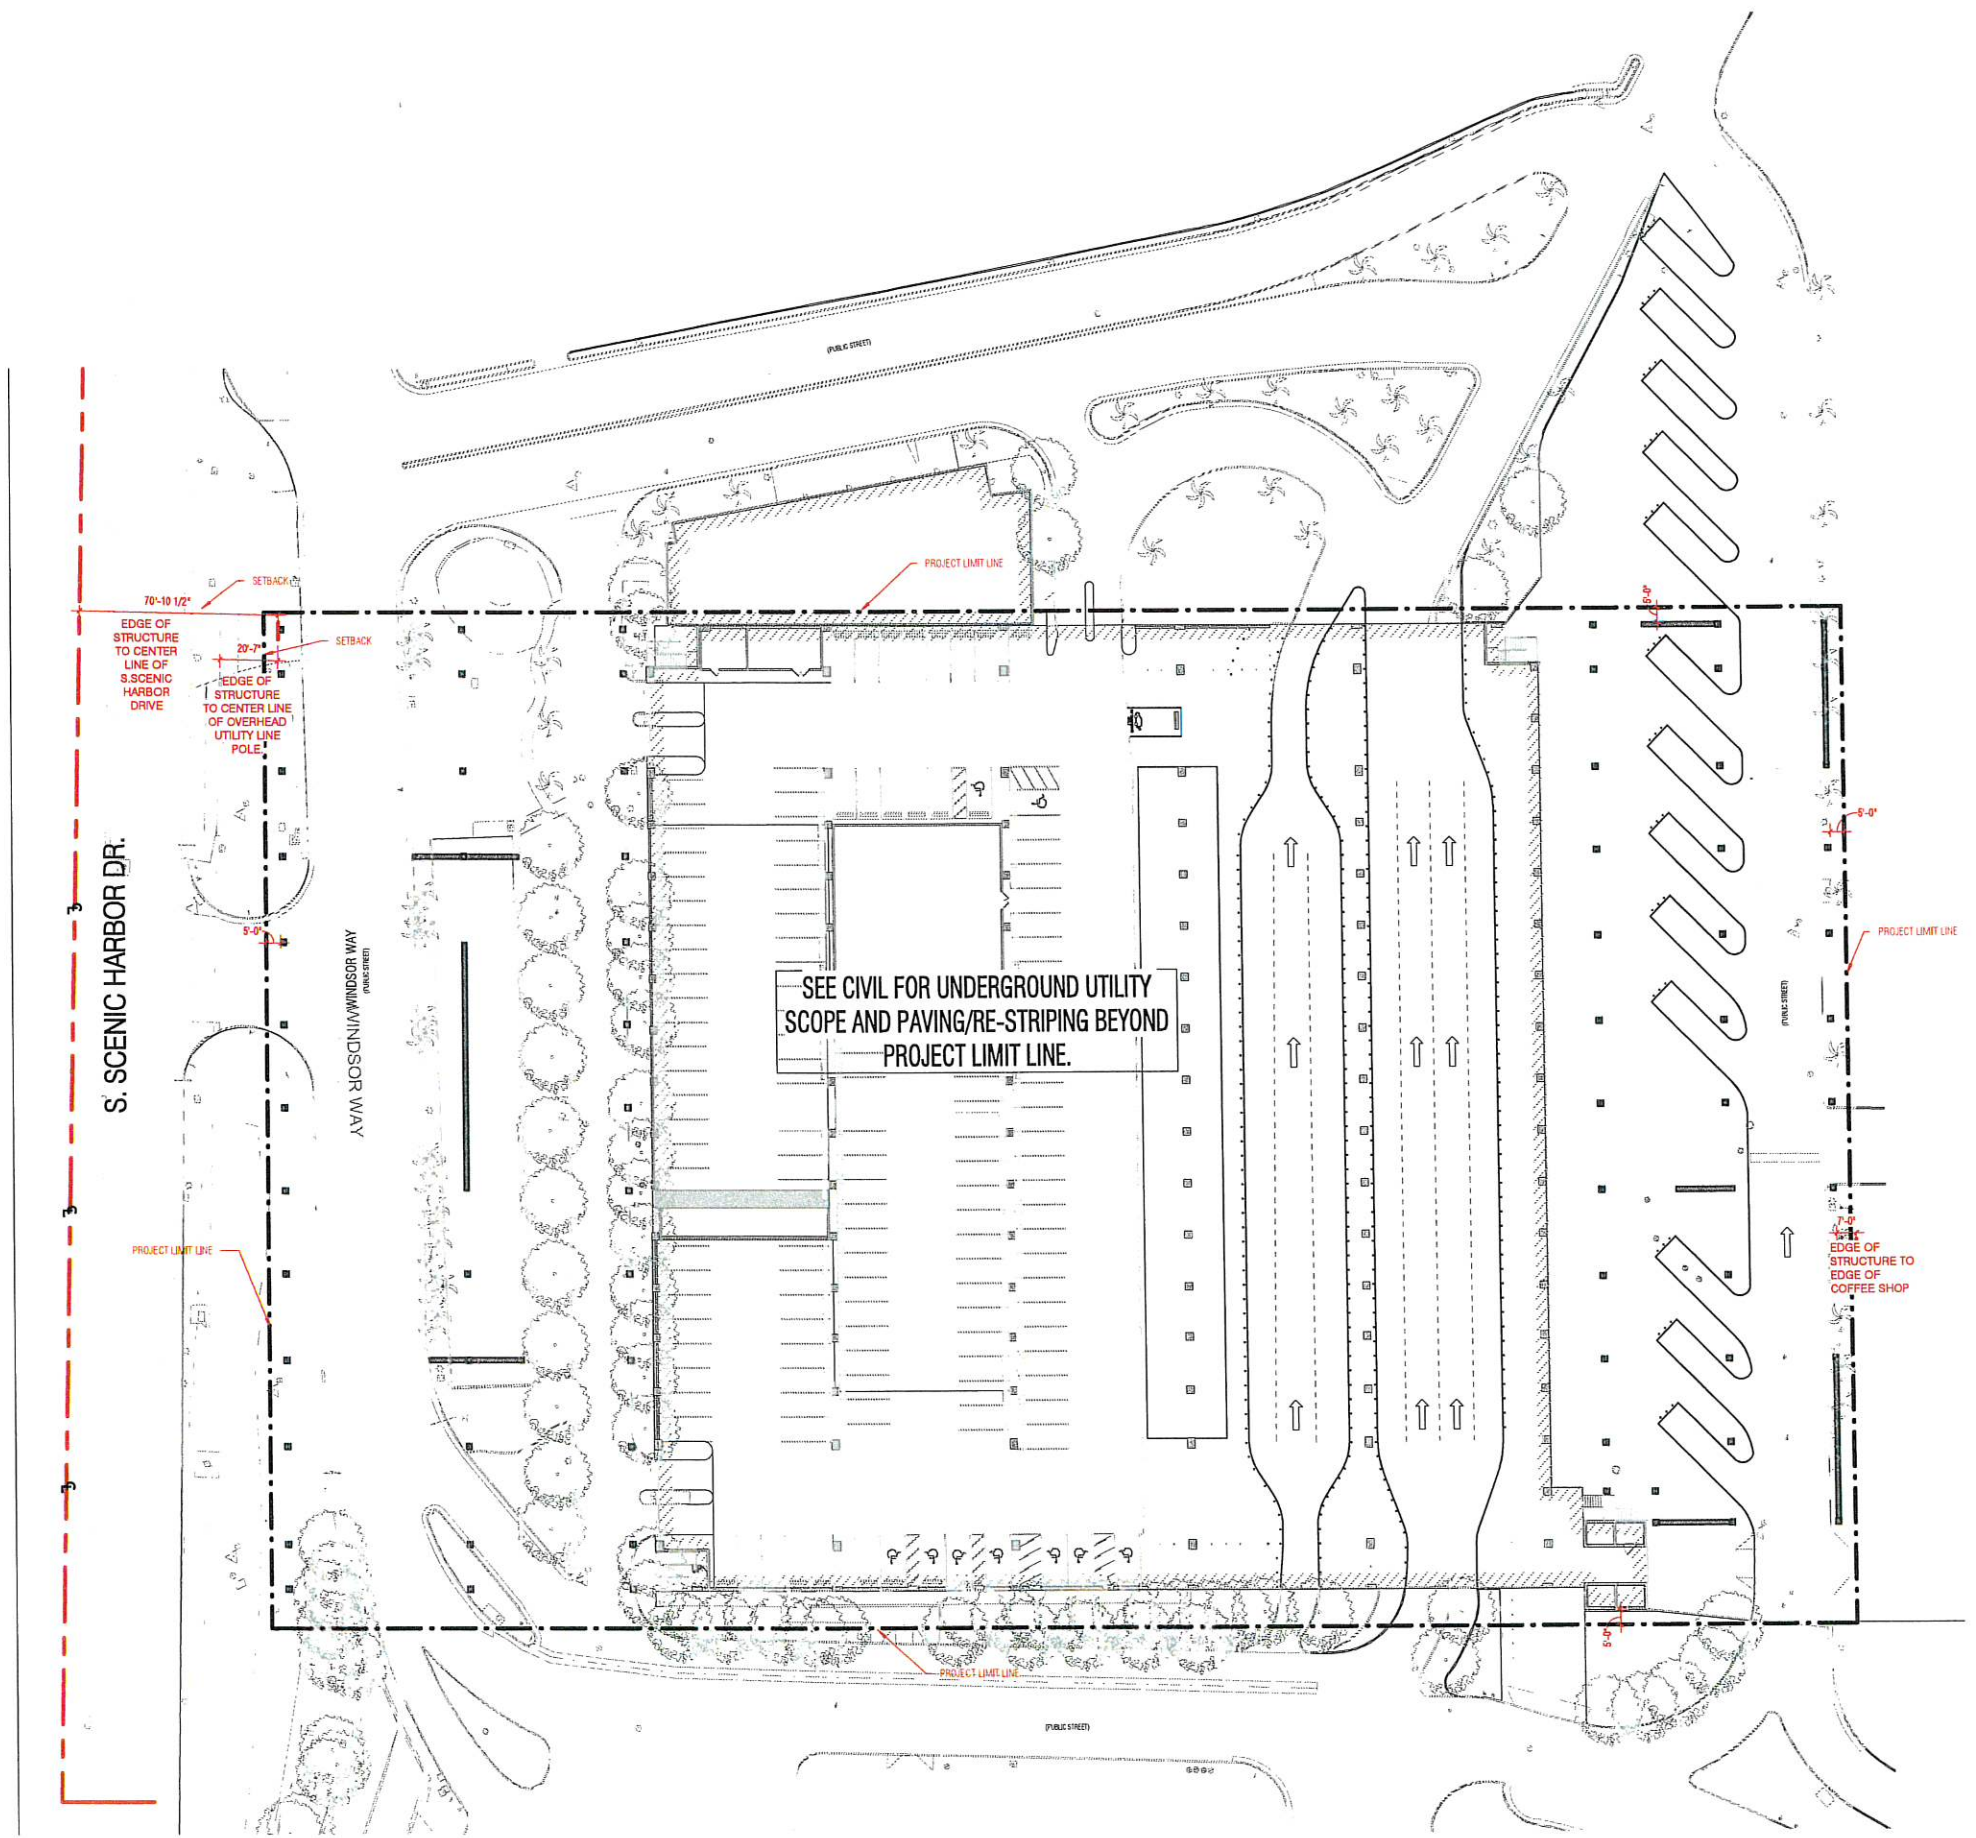 (PUBLIC STREET)
PROJECT LIMIT LINE
SETBACK
70'-10 1/2"
EDGE OF
STRUCTURE
TO CENTER
LINE OF
S.SCENIC
HARBOR
DRIVE
SETBACK
20'-7"
EDGE OF
STRUCTURE
TO CENTER LINE
OF OVERHEAD
UTILITY LINE
POLE.
5'-0"
5'-0"
S. SCENIC HARBOR DR.
5'-0"
WINDSOR WAY
(PUBLIC STREET)
WINDSOR WAY
PROJECT LIMIT LINE
SEE CIVIL FOR UNDERGROUND UTILITY
SCOPE AND PAVING/RE-STRIPING BEYOND
PROJECT LIMIT LINE.
(PUBLIC STREET)
PROJECT LIMIT LINE
7'-0"
EDGE OF
STRUCTURE TO
EDGE OF
COFFEE SHOP
5'-0"
PROJECT LIMIT LINE
(PUBLIC STREET)